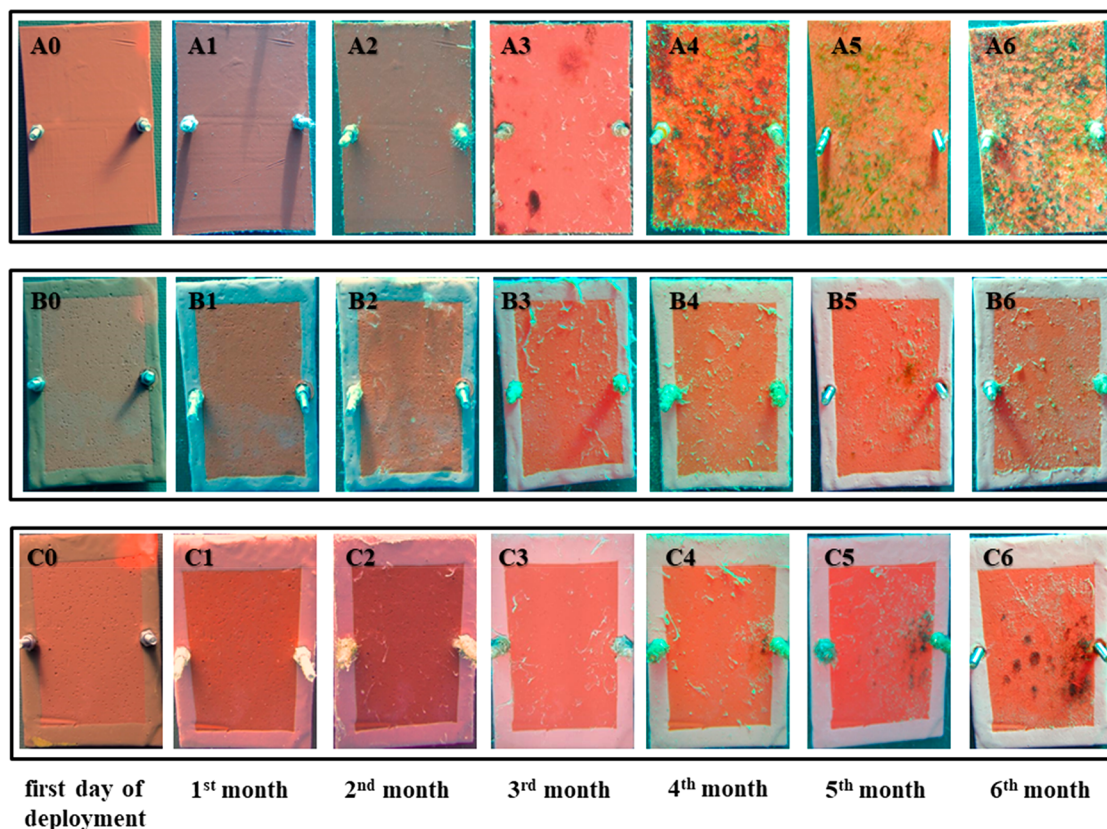 A0 A1 A2 A3 A4 A5 A6
B0 B1 B2 B3 B4 B5 B6
C0 C1 C2 C3 C4 C5 C6
first day of 1st month 2nd month 3rd month 4th month 5th month 6th month
deployment